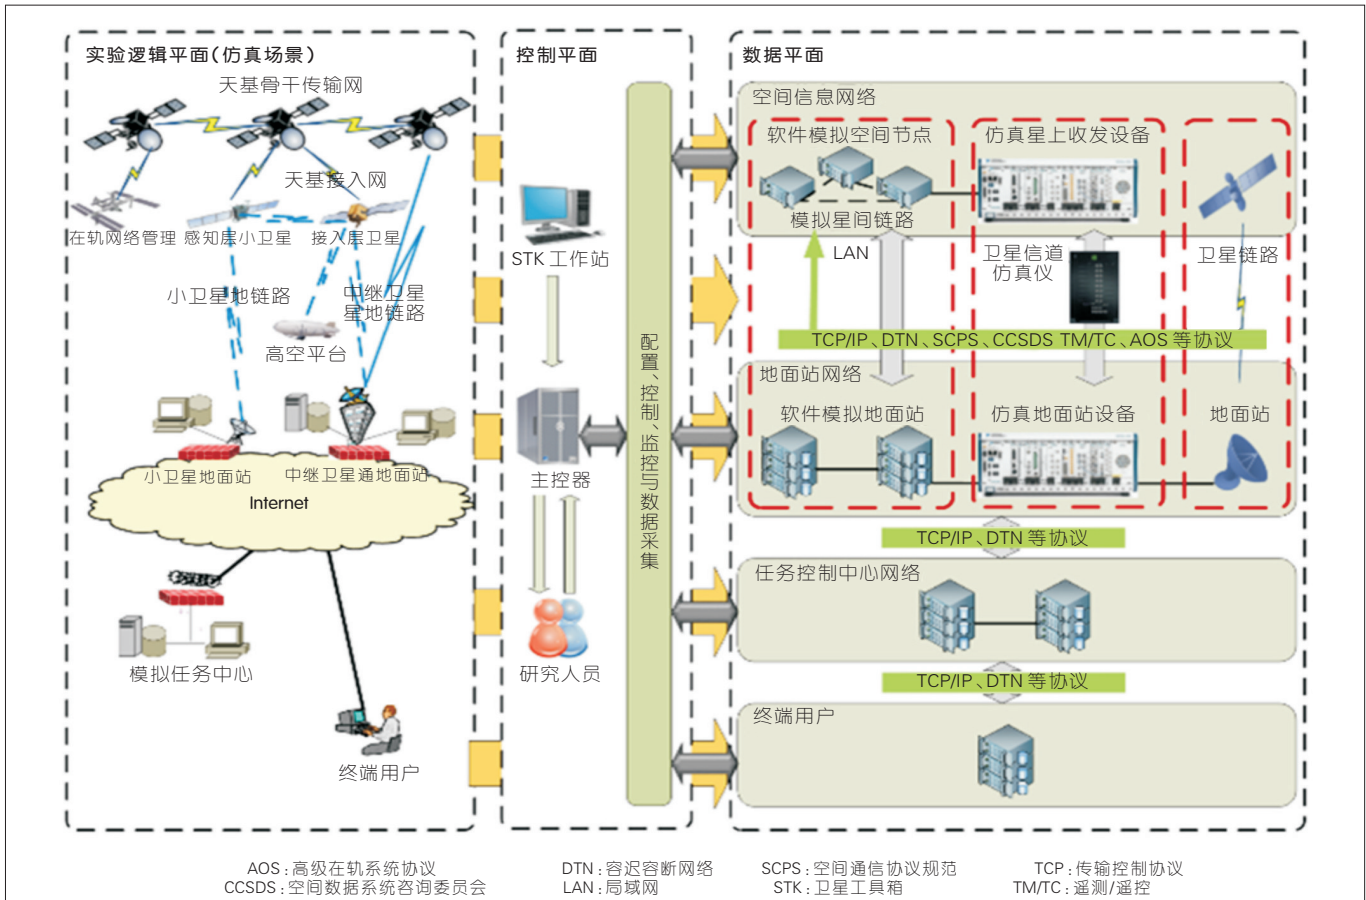 实验逻辑平面(仿真场景)
天基骨干传输网
天基接入网
在轨网络管理
感知层小卫星
接入层卫星
小卫星地链路
中继卫星
星地链路
高空平台
小卫星地面站
中继卫星通地面站
Internet
模拟任务中心
终端用户
控制平面
STK 工作站
主控器
研究人员
配置、控制、监控与数据采集
数据平面
空间信息网络
软件模拟空间节点
仿真星上收发设备
模拟星间链路
LAN
卫星信道
仿真仪
卫星链路
TCP/IP、DTN、SCPS、CCSDS TM/TC、AOS 等协议
地面站网络
软件模拟地面站
仿真地面站设备
地面站
TCP/IP、DTN 等协议
任务控制中心网络
TCP/IP、DTN 等协议
终端用户
AOS:高级在轨系统协议
DTN:容迟容断网络
SCPS:空间通信协议规范
TCP:传输控制协议
CCSDS:空间数据系统咨询委员会
LAN:局域网
STK:卫星工具箱
TM/TC:遥测/遥控